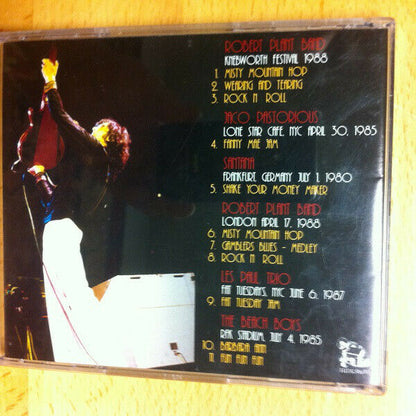 ROBERT PLANT BAND
KNEBWORTH FESTIVAL 1988
1. MISTY MOUNTAIN HOP
2. WEARING AND TEARING
3. ROCK N ROLL
JACO PASTORIOUS
LONE STAR CAFE, NYC APRIL 30, 1985
4. FANNY MAE JAM
SANTANA
FRANKFURT, GERMANY JULY 1, 1980
5. SHAKE YOUR MONEY MAKER
ROBERT PLANT BAND
LONDON APRIL 17, 1988
6. MISTY MOUNTAIN HOP
7. GAMBLERS BLUES - MEDLEY
8. ROCK N ROLL
LES PAUL TRIO
FAT TUESDAYS, NYC JUNE 6, 1987
9. FAT TUESDAY JAM
THE BEACH BOYS
RFK STADIUM, JULY 4, 1985
10. BARBARA ANN
11. FUN FUN FUN